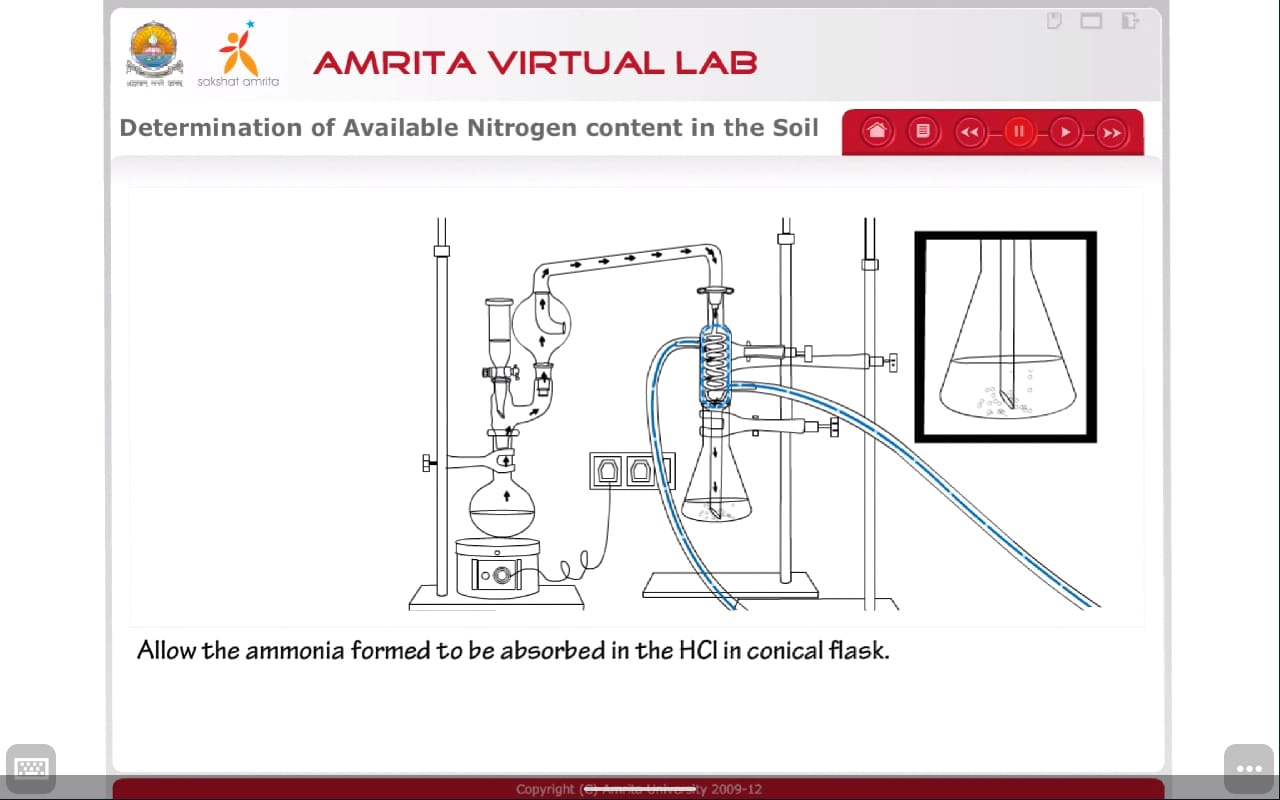 sakshat amrita
AMRITA VIRTUAL LAB
Determination of Available Nitrogen content in the Soil
Allow the ammonia formed to be absorbed in the HCl in conical flask.
Copyright (C) Amrita University 2009-12